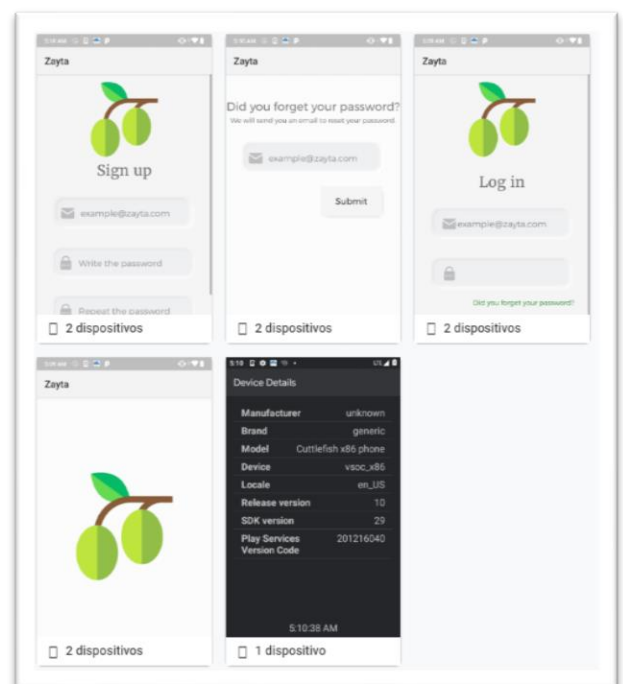 Zayta
Sign up
example@zayta.com
Write the password
Repeat the password
2 dispositivos
Zayta
Did you forget your password?
We will send you an email to reset your password.
example@zayta.com
Submit
2 dispositivos
Zayta
Log in
example@zayta.com
Did you forget your password?
2 dispositivos
Zayta
2 dispositivos
5:10
Device Details
Manufacturer unknown
Brand generic
Model Cuttlefish x86 phone
Device vsoc_x86
Locale en_US
Release version 10
SDK version 29
Play Services 201216040
Version Code
5:10:38 AM
1 dispositivo